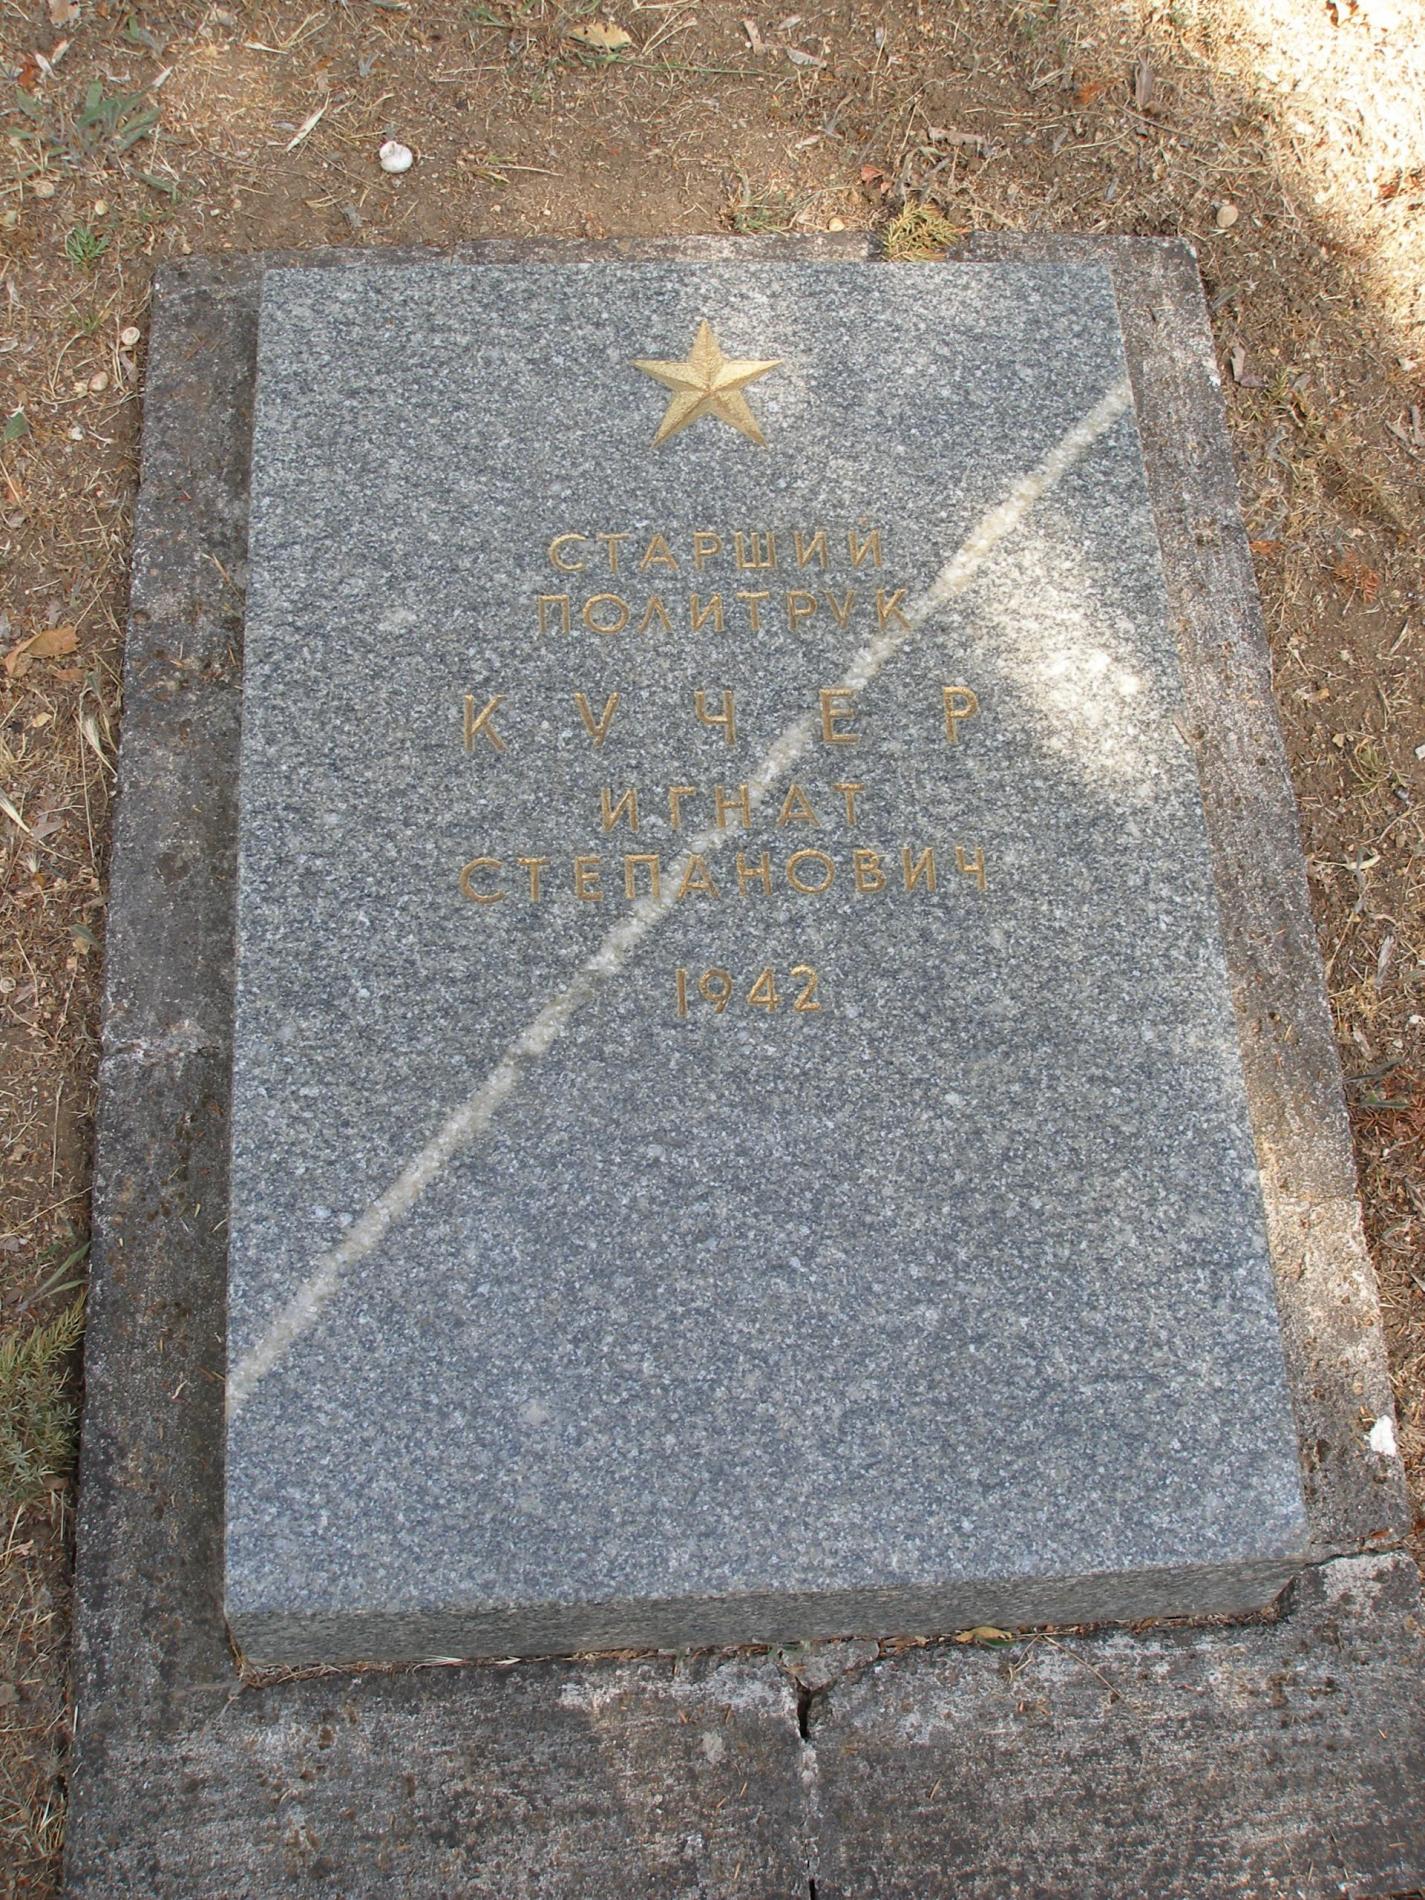 СТАРШИЙ
ПОЛИТРУК
КУЧЕР
ИГНАТ
СТЕПАНОВИЧ
1942